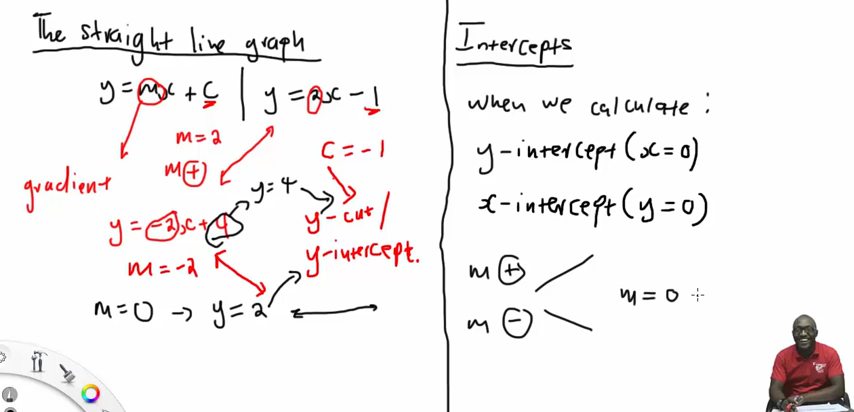 The straight line graph
y = mx + c | y = 2x - 1
m = 2
m ⊕
c = -1
gradient
y = 4
y = -2x + 4
y-cut /
y-intercept.
m = -2
m = 0 → y = 2
Intercepts
when we calculate :
y-intercept (x = 0)
x-intercept (y = 0)
m ⊕
m ⊖
m = 0